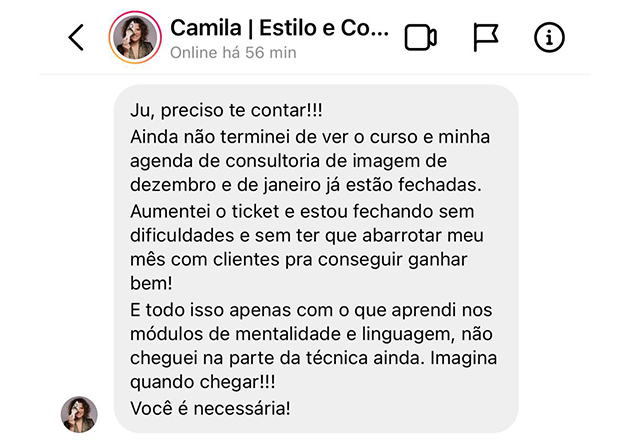 Camila | Estilo e Co...
Online há 56 min
Ju, preciso te contar!!!
Ainda não terminei de ver o curso e minha
agenda de consultoria de imagem de
dezembro e de janeiro já estão fechadas.
Aumentei o ticket e estou fechando sem
dificuldades e sem ter que abarrotar meu
mês com clientes pra conseguir ganhar
bem!
E todo isso apenas com o que aprendi nos
módulos de mentalidade e linguagem, não
cheguei na parte da técnica ainda. Imagina
quando chegar!!!
Você é necessária!